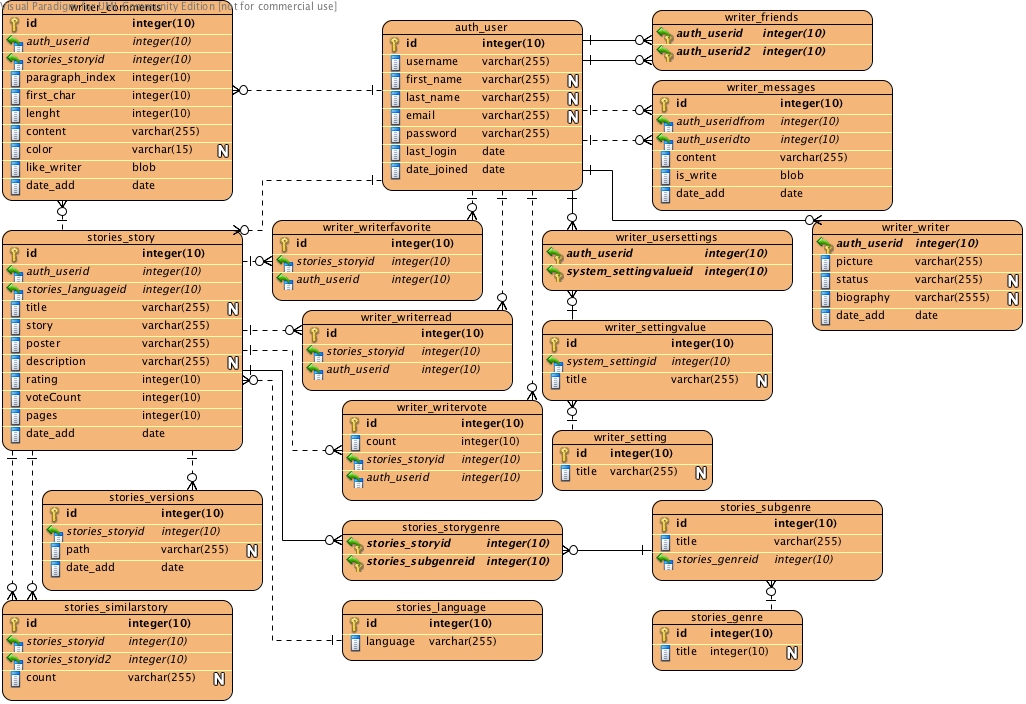 Visual Paradigm for UML Community Edition [not for commercial use]
writer_comments
id integer(10)
auth_userid integer(10)
stories_storyid integer(10)
paragraph_index integer(10)
first_char integer(10)
lenght integer(10)
content varchar(255)
color varchar(15) N
like_writer blob
date_add date
auth_user
id integer(10)
username varchar(255)
first_name varchar(255) N
last_name varchar(255) N
email varchar(255) N
password varchar(255)
last_login date
date_joined date
writer_friends
auth_userid integer(10)
auth_userid2 integer(10)
writer_messages
id integer(10)
auth_useridfrom integer(10)
auth_useridto integer(10)
content varchar(255)
is_write blob
date_add date
stories_story
id integer(10)
auth_userid integer(10)
stories_languageid integer(10)
title varchar(255) N
story varchar(255)
poster varchar(255)
description varchar(255) N
rating integer(10)
voteCount integer(10)
pages integer(10)
date_add date
writer_writerfavorite
id integer(10)
stories_storyid integer(10)
auth_userid integer(10)
writer_usersettings
auth_userid integer(10)
system_settingvalueid integer(10)
writer_writer
auth_userid integer(10)
picture varchar(255)
status varchar(255) N
biography varchar(2555) N
date_add date
writer_writerread
id integer(10)
stories_storyid integer(10)
auth_userid integer(10)
writer_settingvalue
id integer(10)
system_settingid integer(10)
title varchar(255) N
writer_writervote
id integer(10)
count integer(10)
stories_storyid integer(10)
auth_userid integer(10)
writer_setting
id integer(10)
title varchar(255) N
stories_versions
id integer(10)
stories_storyid integer(10)
path varchar(255) N
date_add date
stories_storygenre
stories_storyid integer(10)
stories_subgenreid integer(10)
stories_subgenre
id integer(10)
title varchar(255)
stories_genreid integer(10)
stories_similarstory
id integer(10)
stories_storyid integer(10)
stories_storyid2 integer(10)
count varchar(255) N
stories_language
id integer(10)
language varchar(255)
stories_genre
id integer(10)
title integer(10) N